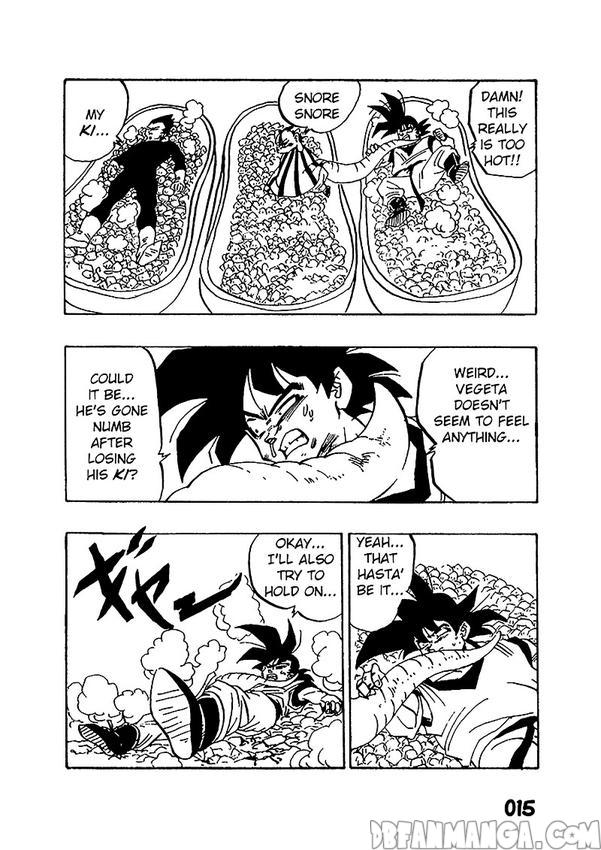 DAMN!
THIS
REALLY
IS TOO
HOT!!
SNORE
SNORE
MY
KI...
WEIRD...
VEGETA
DOESN'T
SEEM TO FEEL
ANYTHING...
COULD
IT BE...
HE'S GONE
NUMB
AFTER
LOSING
HIS KI?
YEAH...
THAT
HASTA'
BE IT...
OKAY...
I'LL ALSO
TRY TO
HOLD ON...
ギャー
015
DBFANMANGA.COM